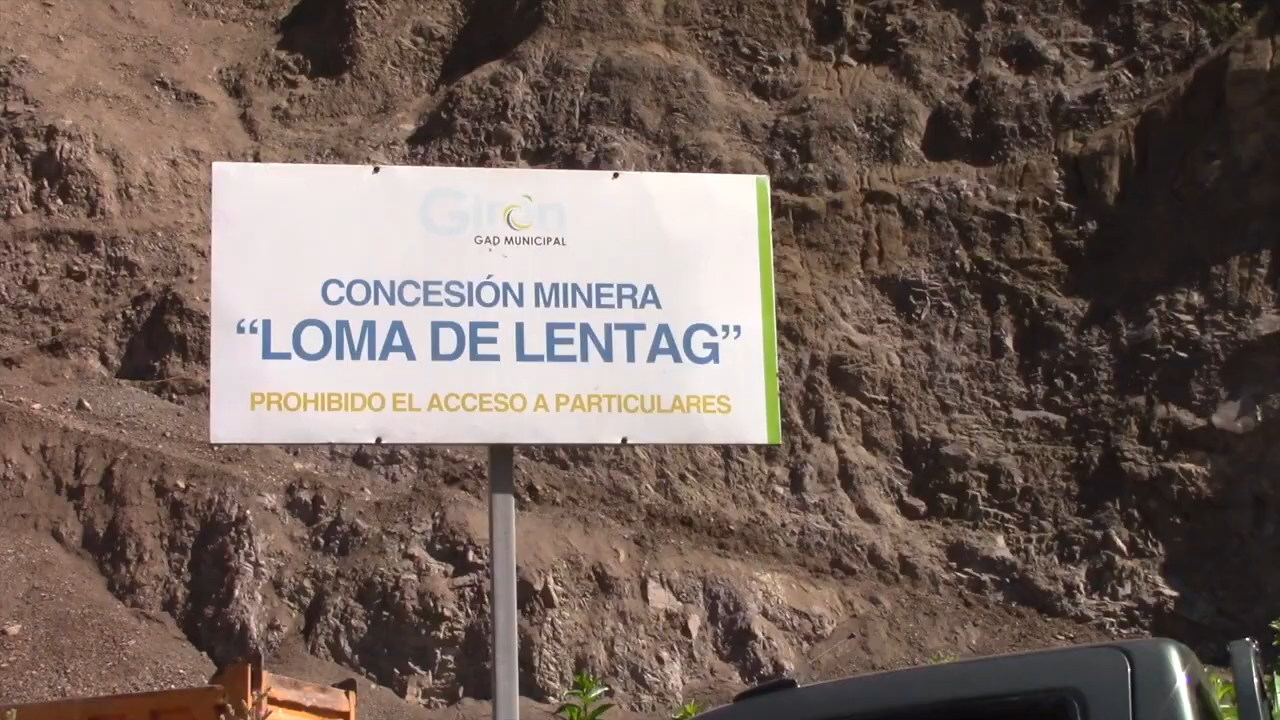 Girón
GAD MUNICIPAL
CONCESIÓN MINERA
“LOMA DE LENTAG”
PROHIBIDO EL ACCESO A PARTICULARES